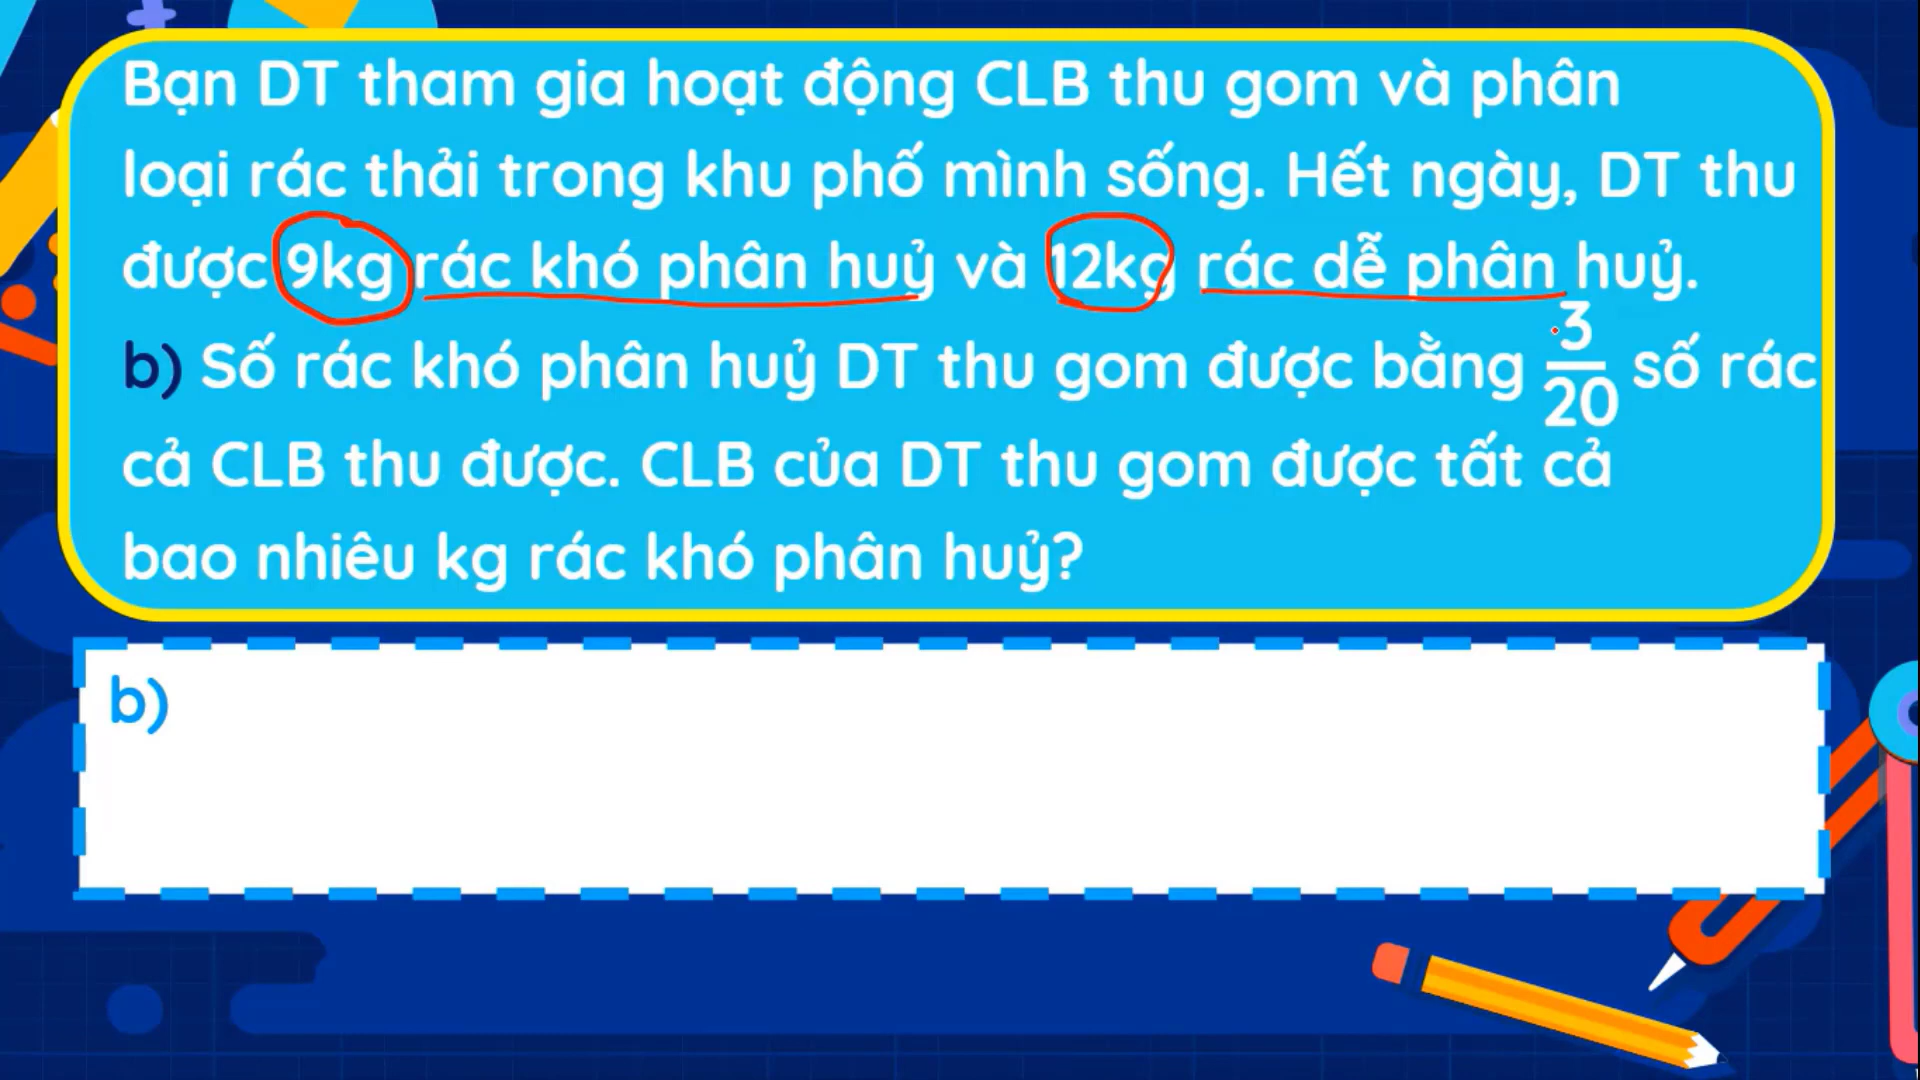 Bạn DT tham gia hoạt động CLB thu gom và phân
loại rác thải trong khu phố mình sống. Hết ngày, DT thu
được 9kg rác khó phân huỷ và 12kg rác dễ phân huỷ.
b) Số rác khó phân huỷ DT thu gom được bằng 3/20 số rác
cả CLB thu được. CLB của DT thu gom được tất cả
bao nhiêu kg rác khó phân huỷ?
b)